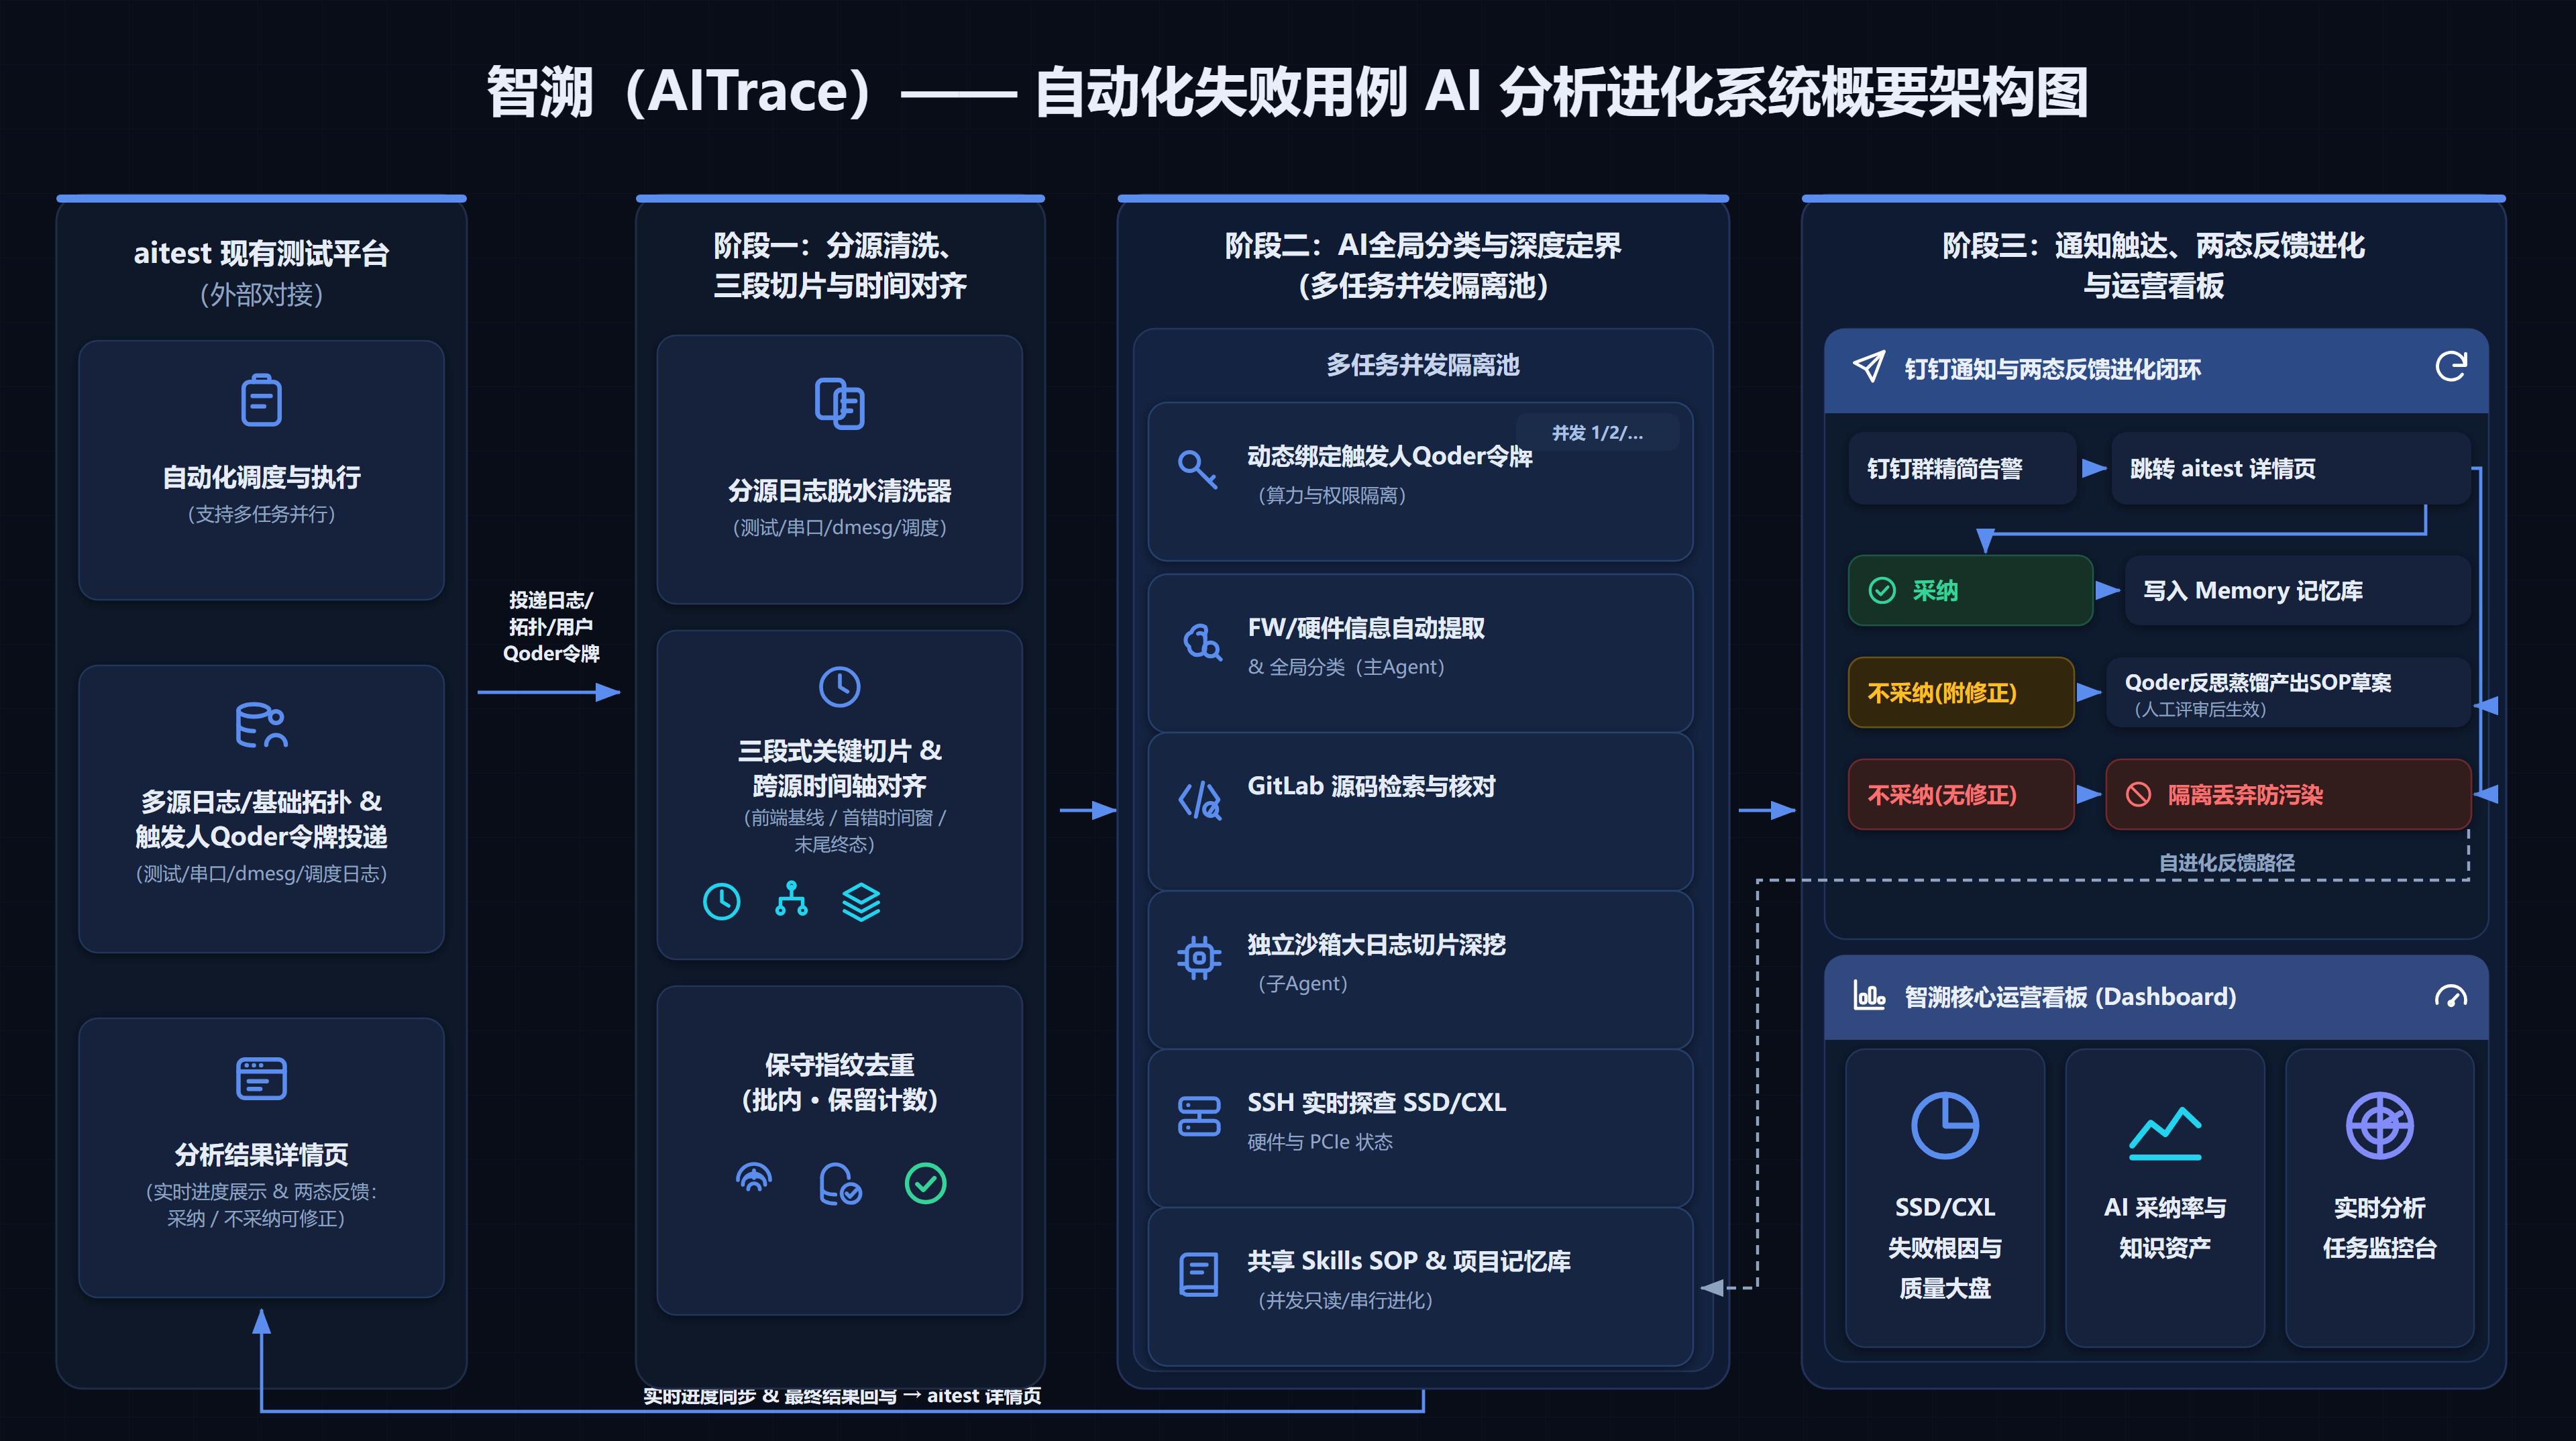 智溯（AITrace）—— 自动化失败用例 AI 分析进化系统概要架构图
aitest 现有测试平台
（外部对接）
自动化调度与执行
（支持多任务并行）
多源日志/基础拓扑 &
触发人Qoder令牌投递
（测试/串口/dmesg/调度日志）
分析结果详情页
（实时进度展示 & 两态反馈：
采纳 / 不采纳可修正）
投递日志/
拓扑/用户
Qoder令牌
阶段一：分源清洗、
三段切片与时间对齐
分源日志脱水清洗器
（测试/串口/dmesg/调度）
三段式关键切片 &
跨源时间轴对齐
（前端基线 / 首错时间窗 /
末尾终态）
保守指纹去重
（批内・保留计数）
实时进度同步 & 最终结果回写 → aitest 详情页
阶段二：AI全局分类与深度定界
（多任务并发隔离池）
多任务并发隔离池
并发 1/2/...
动态绑定触发人Qoder令牌
（算力与权限隔离）
FW/硬件信息自动提取
& 全局分类（主Agent）
GitLab 源码检索与核对
独立沙箱大日志切片深挖
（子Agent）
SSH 实时探查 SSD/CXL
硬件与 PCIe 状态
共享 Skills SOP & 项目记忆库
（并发只读/串行进化）
阶段三：通知触达、两态反馈进化
与运营看板
钉钉通知与两态反馈进化闭环
钉钉群精简告警
跳转 aitest 详情页
采纳
写入 Memory 记忆库
不采纳(附修正)
Qoder反思蒸馏产出SOP草案
（人工评审后生效）
不采纳(无修正)
隔离丢弃防污染
自进化反馈路径
智溯核心运营看板 (Dashboard)
SSD/CXL
失败根因与
质量大盘
AI 采纳率与
知识资产
实时分析
任务监控台